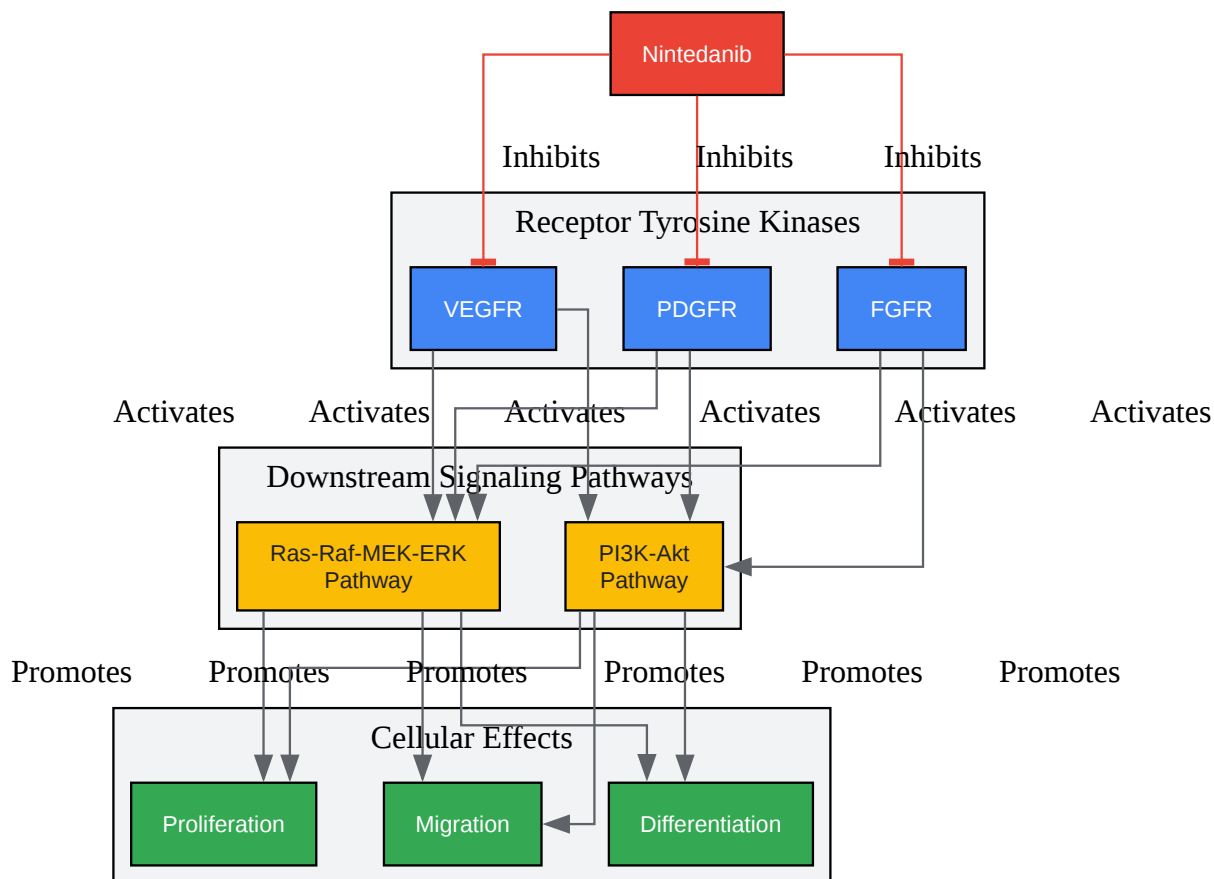 Nintedanib
Inhibits Inhibits Inhibits
Receptor Tyrosine Kinases
VEGFR PDGFR FGFR
Activates Activates Activates Activates Activates Activates
Downstream Signaling Pathways
Ras-Raf-MEK-ERK
Pathway
PI3K-Akt
Pathway
Promotes Promotes Promotes Promotes Promotes Promotes
Cellular Effects
Proliferation Migration Differentiation